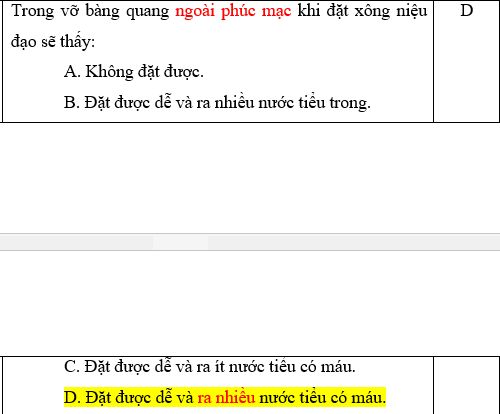 Trong vỡ bàng quang ngoài phúc mạc khi đặt xông niệu
D
đạo sẽ thấy:
A. Không đặt được.
B. Đặt được dễ và ra nhiều nước tiểu trong.
C. Đặt được dễ và ra ít nước tiểu có máu.
D. Đặt được dễ và ra nhiều nước tiểu có máu.